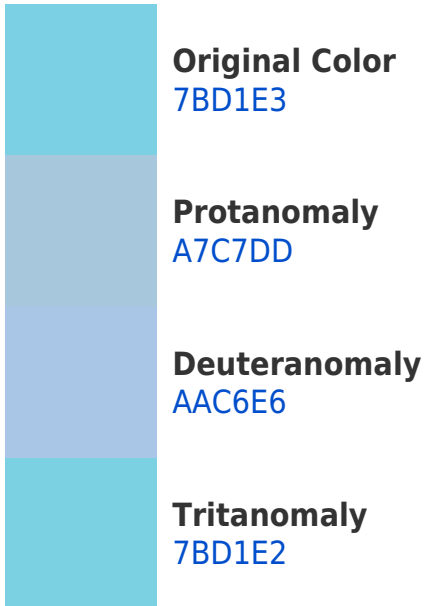 Original Color
7BD1E3
Protanomaly
A7C7DD
Deuteranomaly
AAC6E6
Tritanomaly
7BD1E2